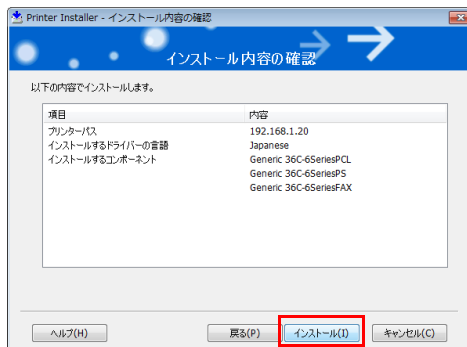 Printer Installer - インストール内容の確認
インストール内容の確認
以下の内容でインストールします。
項目 内容
プリンターパス 192.168.1.20
インストールするドライバーの言語 Japanese
インストールするコンポーネント Generic 36C-6SeriesPCL
Generic 36C-6SeriesPS
Generic 36C-6SeriesFAX
ヘルプ(H) 戻る(P) インストール(I) キャンセル(C)